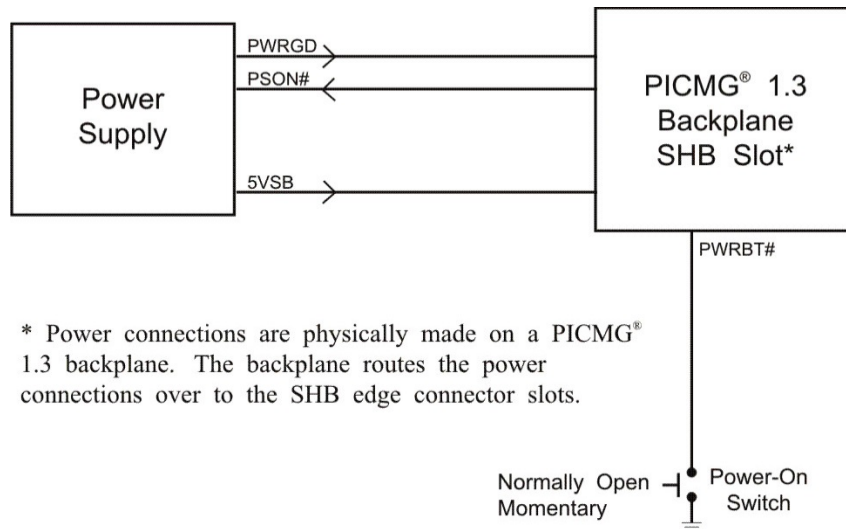 PWRGD
PSON#
Power
Supply
5VSB
PICMG® 1.3
Backplane
SHB Slot*
PWRBT#
* Power connections are physically made on a PICMG®
1.3 backplane. The backplane routes the power
connections over to the SHB edge connector slots.
Normally Open
Momentary
Power-On
Switch